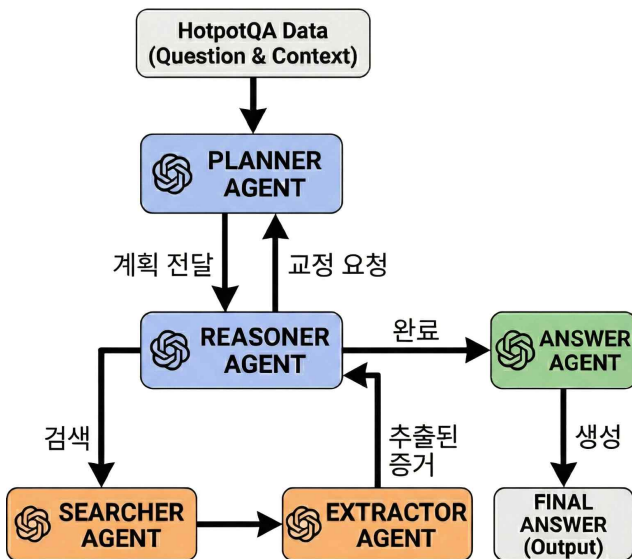 HotpotQA Data
(Question & Context)
PLANNER
AGENT
계획 전달
교정 요청
REASONER
AGENT
완료
ANSWER
AGENT
검색
추출된
증거
생성
SEARCHER
AGENT
EXTRACTOR
AGENT
FINAL
ANSWER
(Output)